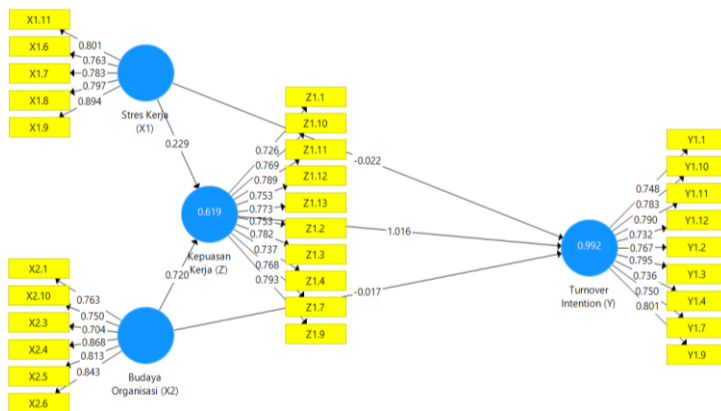 X1.11
X1.6
X1.7
X1.8
X1.9
0.801
0.763
0.783
0.797
0.894
Stres Kerja
(X1)
0.229
-0.022
Z1.1
Z1.10
Z1.11
Z1.12
Z1.13
Z1.2
Z1.3
Z1.4
Z1.7
Z1.9
0.726
0.769
0.789
0.753
0.773
0.753
0.782
0.737
0.768
0.793
0.619
Kepuasan
Kerja (Z)
1.016
0.720
-0.017
X2.1
X2.10
X2.3
X2.4
X2.5
X2.6
0.763
0.750
0.704
0.868
0.813
0.843
Budaya
Organisasi (X2)
0.992
Turnover
Intention (Y)
0.748
0.783
0.790
0.732
0.767
0.795
0.736
0.750
0.801
Y1.1
Y1.10
Y1.11
Y1.12
Y1.2
Y1.3
Y1.4
Y1.7
Y1.9